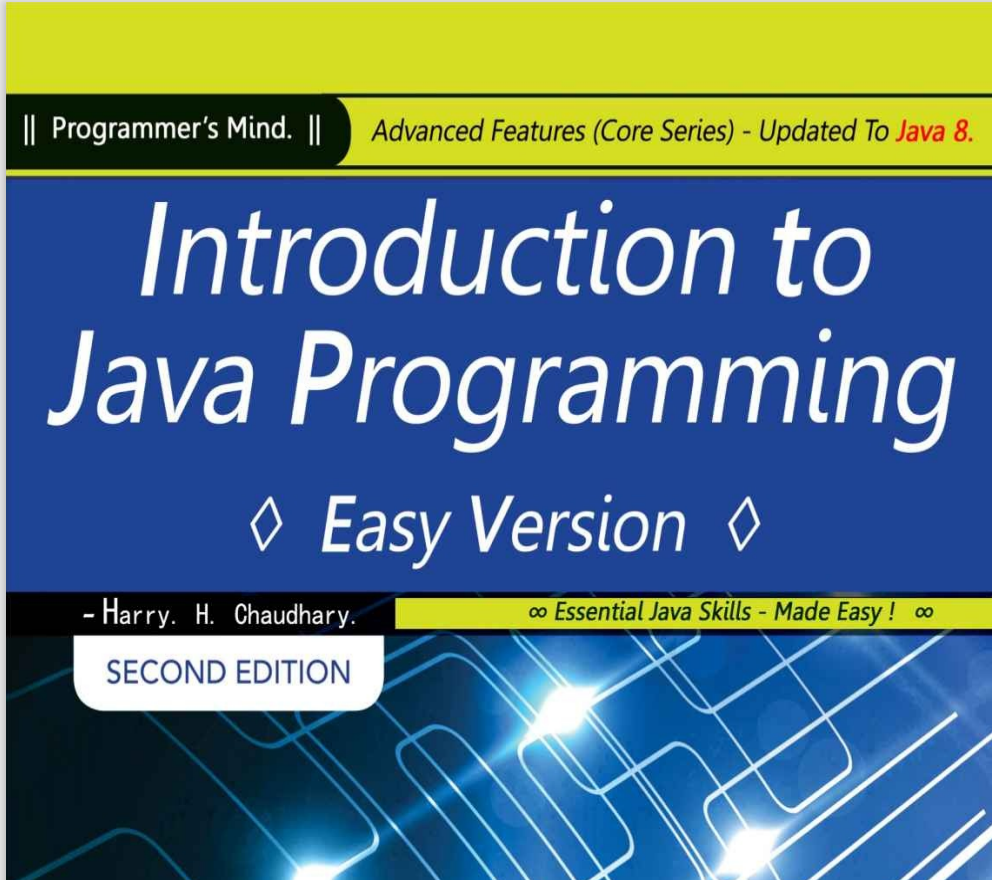 || Programmer's Mind. || Advanced Features (Core Series) - Updated To Java 8.
Introduction to
Java Programming
◊ Easy Version ◊
- Harry. H. Chaudhary. ∞ Essential Java Skills - Made Easy ! ∞
SECOND EDITION